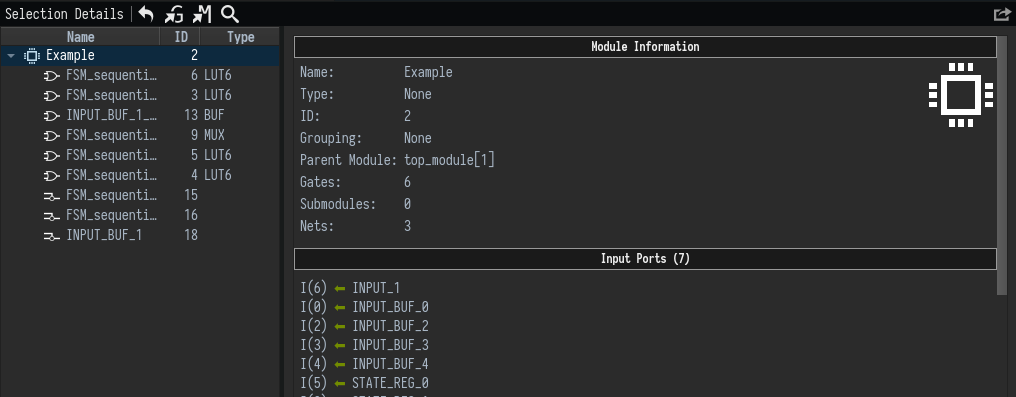 Selection Details
Name ID Type
Example 2
FSM_sequenti… 6 LUT6
FSM_sequenti… 3 LUT6
INPUT_BUF_1_… 13 BUF
FSM_sequenti… 9 MUX
FSM_sequenti… 5 LUT6
FSM_sequenti… 4 LUT6
FSM_sequenti… 15
FSM_sequenti… 16
INPUT_BUF_1 18
Module Information
Name: Example
Type: None
ID: 2
Grouping: None
Parent Module: top_module[1]
Gates: 6
Submodules: 0
Nets: 3
Input Ports (7)
I(6) ⬅ INPUT_1
I(0) ⬅ INPUT_BUF_0
I(2) ⬅ INPUT_BUF_2
I(3) ⬅ INPUT_BUF_3
I(4) ⬅ INPUT_BUF_4
I(5) ⬅ STATE_REG_0